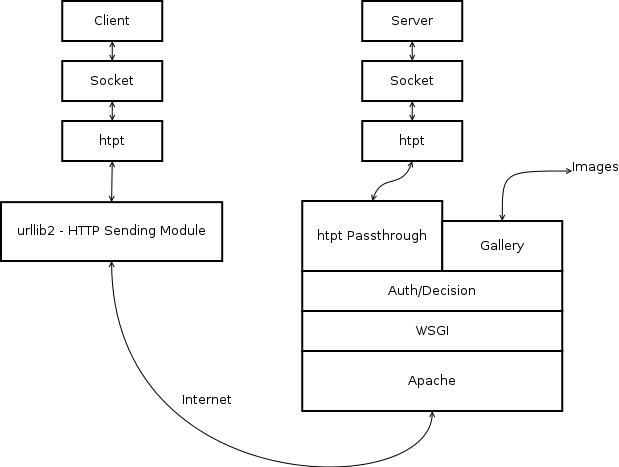 Client
Server
Socket
Socket
htpt
htpt
Images
urllib2 - HTTP Sending Module
htpt Passthrough
Gallery
Auth/Decision
WSGI
Apache
Internet